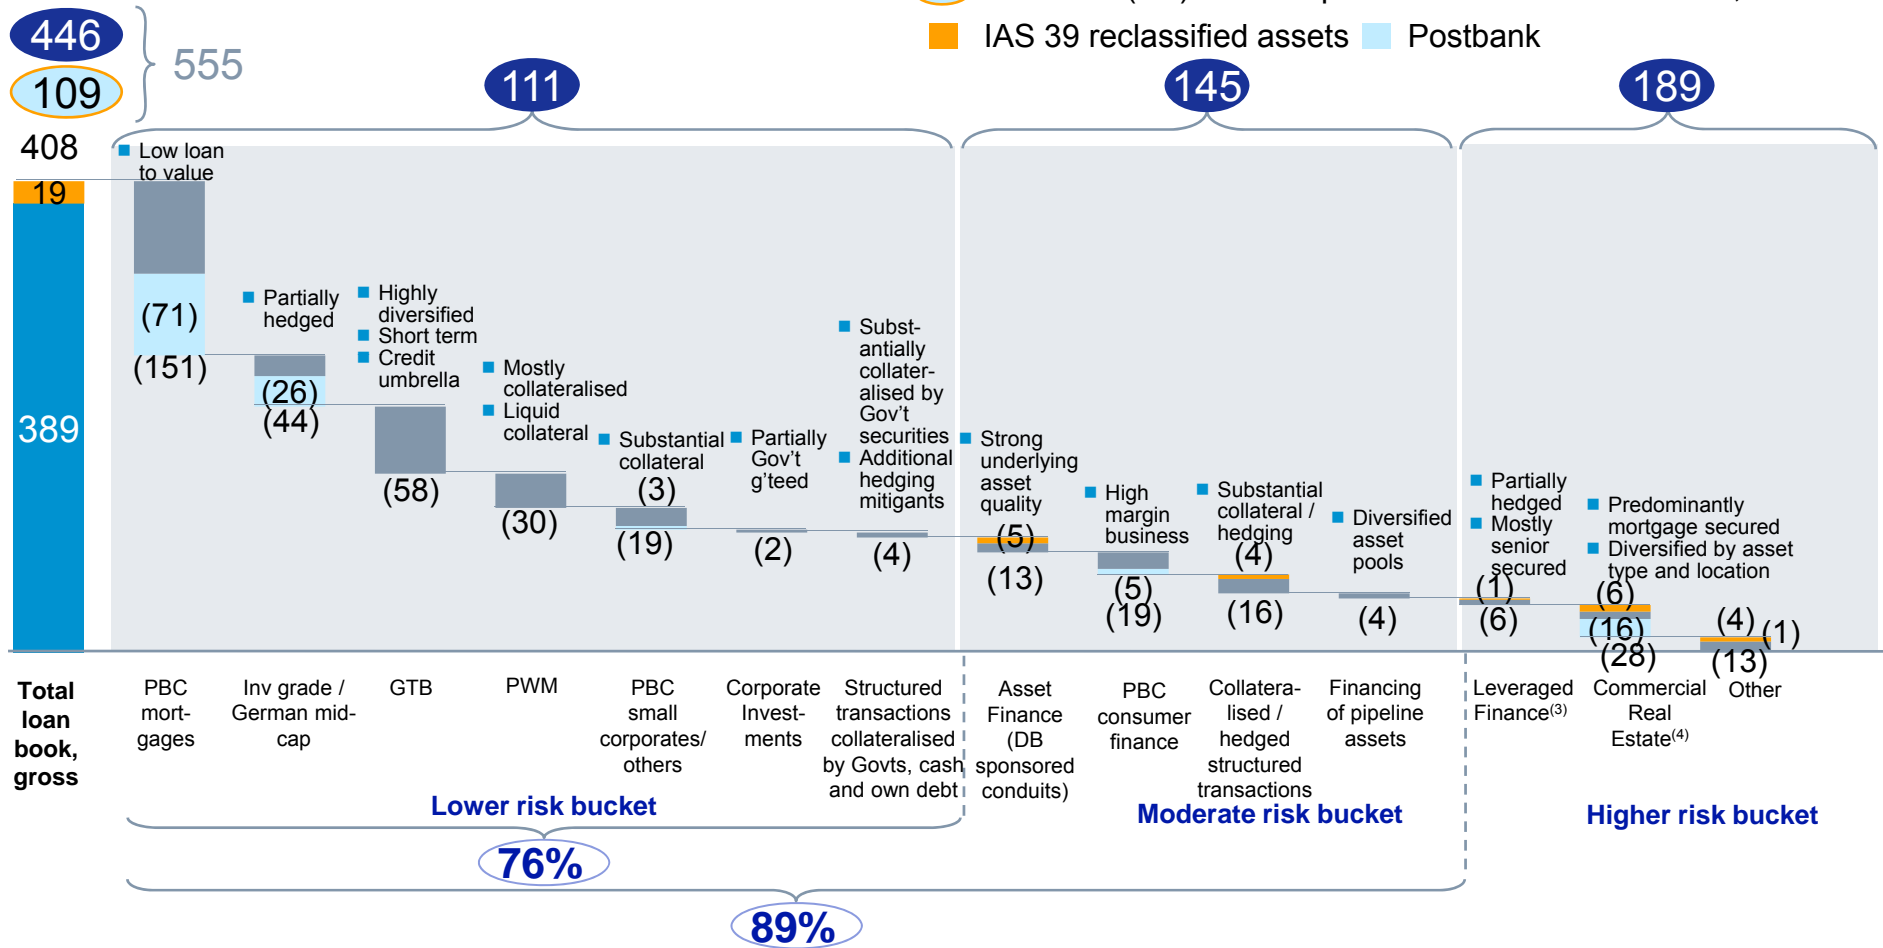 446
109
555
IAS 39 reclassified assets
Postbank
111
145
189
408
19
389
Low loan
to value
(71)
(151)
Partially
hedged
(26)
(44)
Highly
diversified
Short term
Credit
umbrella
(58)
Mostly
collateralised
Liquid
collateral
(30)
Substantial
collateral
(3)
(19)
Partially
Gov't
g'teed
(2)
Subst-
antially
collater-
alised by
Gov't
securities
Additional
hedging
mitigants
(4)
Strong
underlying
asset
quality
(5)
(13)
High
margin
business
(5)
(19)
Substantial
collateral /
hedging
(4)
(16)
Diversified
asset
pools
(4)
Partially
hedged
Mostly
senior
secured
(1)
(6)
Predominantly
mortgage secured
Diversified by asset
type and location
(6)
(16)
(28)
(4)
(1)
(13)
Total
loan
book,
gross
PBC
mort-
gages
Inv grade /
German mid-
cap
GTB
PWM
PBC
small
corporates/
others
Corporate
Invest-
ments
Structured
transactions
collateralised
by Govts, cash
and own debt
Asset
Finance
(DB
sponsored
conduits)
PBC
consumer
finance
Collatera-
lised /
hedged
structured
transactions
Financing
of pipeline
assets
Leveraged
Finance(3)
Commercial
Real
Estate(4)
Other
Lower risk bucket
Moderate risk bucket
Higher risk bucket
76%
89%